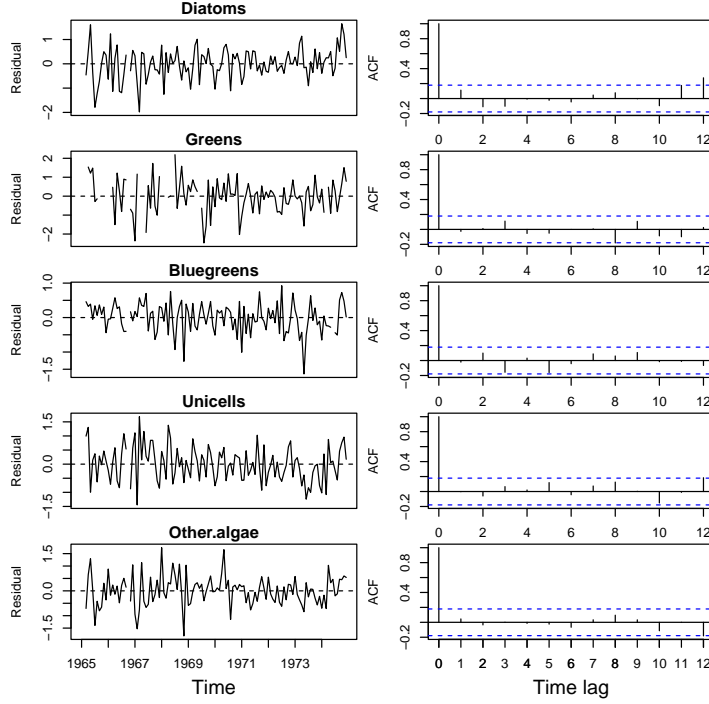 Diatoms
Residual
1
0
−2
ACF
0.8
0.4
−0.2
0 2 4 6 8 10 12
Greens
Residual
2
1
0
−2
ACF
0.8
0.4
−0.2
0 2 4 6 8 10 12
Bluegreens
Residual
1.0
0.0
−1.5
ACF
0.8
0.4
−0.2
0 2 4 6 8 10 12
Unicells
Residual
1.5
0.0
−1.5
ACF
0.8
0.4
−0.2
0 2 4 6 8 10 12
Other.algae
Residual
1.5
0.0
−1.5
1965 1967 1969 1971 1973
Time
ACF
0.8
0.4
−0.2
0 1 2 3 4 5 6 7 8 9 10 11 12
Time lag